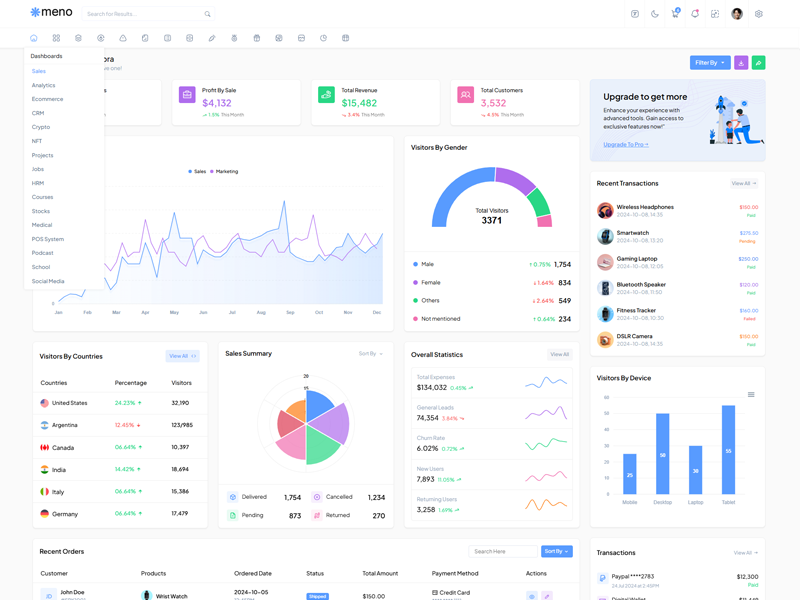 meno
Search for Results...
Dashboards
Sales
Analytics
Ecommerce
CRM
Crypto
NFT
Projects
Jobs
HRM
Courses
Stocks
Medical
POS System
Podcast
School
Social Media
Filter By
Profit By Sale
$4,132
1.5% This Month
Total Revenue
$15,482
3.4% This Month
Total Customers
3,532
4.5% This Month
Upgrade to get more
Enhance your experience with
advanced tools. Gain access to
exclusive features now!"
Upgrade To Pro
Sales Marketing
0
Jan Feb Mar Apr May Jun Jul Aug Sep Oct Nov Dec
Visitors By Gender
Total Visitors
3371
Male 0.75% 1,754
Female 1.64% 834
Others 2.64% 549
Not mentioned 0.64% 234
Recent Transactions View All
Wireless Headphones $150.00
2024-10-08, 14:35 Paid
Smartwatch $275.50
2024-10-08, 13:20 Pending
Gaming Laptop $250.00
2024-10-08, 12:05 Paid
Bluetooth Speaker $120.00
2024-10-08, 11:50 Paid
Fitness Tracker $160.00
2024-10-08, 10:30 Failed
DSLR Camera $150.00
2024-10-08, 14:35 Paid
Visitors By Countries View All
Countries Percentage Visitors
United States 24.23% 32,190
Argentina 12.45% 123,985
Canada 06.64% 10,397
India 14.42% 18,694
Italy 06.64% 15,386
Germany 06.64% 17,479
Sales Summary Sort By
20
15
Delivered 1,754 Cancelled 1,234
Pending 873 Returned 270
Overall Statistics View All
Total Expenses
$134,032 0.45%
General Leads
74,354 3.84%
Churn Rate
6.02% 0.72%
New Users
7,893 0.05%
Returning Users
3,258 1.69%
Visitors By Device
60
50
40
30
20
10
0
25 50 30 55
Mobile Desktop Laptop Tablet
Recent Orders Search Here Sort By
Customer Products Ordered Date Status Total Amount Payment Method Actions
John Doe Wrist Watch 2024-10-05 Shipped $150.00 Credit Card
Transactions View All
Paypal ****2783 $12,300
24 Jul 2024 at 2:45PM Paid
Digital Wallet